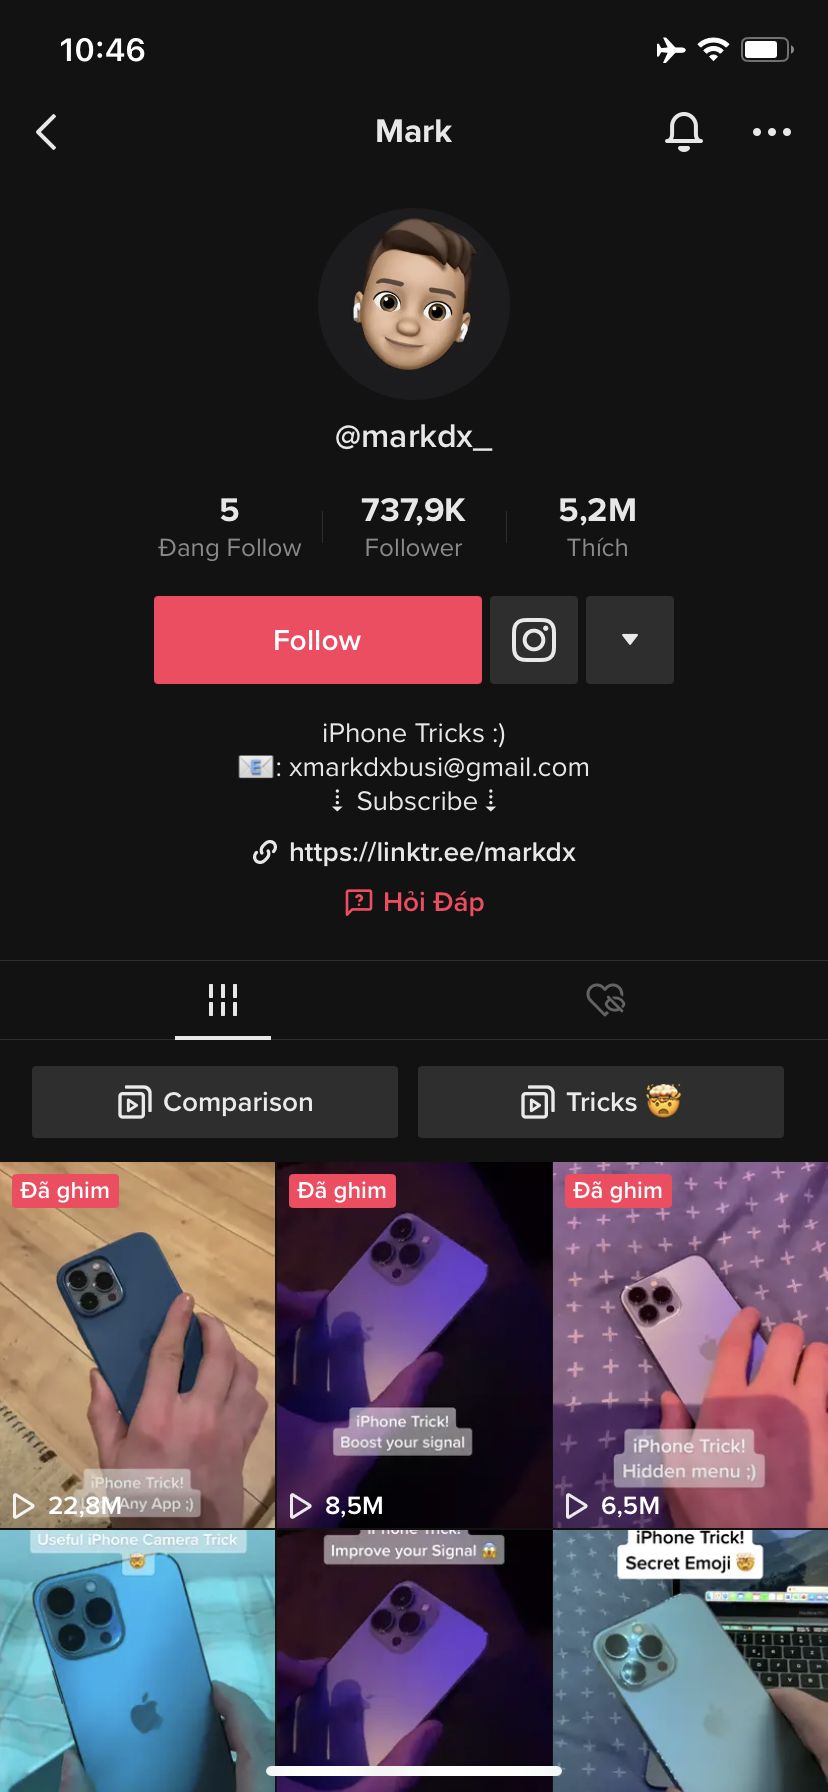 10:46
Mark
@markdx_
5
Đang Follow
737,9K
Follower
5,2M
Thích
Follow
iPhone Tricks :)
📧: xmarkdxbusi@gmail.com
⇣ Subscribe ⇣
https://linktr.ee/markdx
Hỏi Đáp
Comparison
Tricks 🤯
Đã ghim
iPhone Trick!
Any App ;)
22,8M
Đã ghim
iPhone Trick!
Boost your signal
8,5M
Đã ghim
iPhone Trick!
Hidden menu ;)
6,5M
Useful iPhone Camera Trick
🤯
iPhone Trick!
Improve your Signal 😱
iPhone Trick!
Secret Emoji 🤯